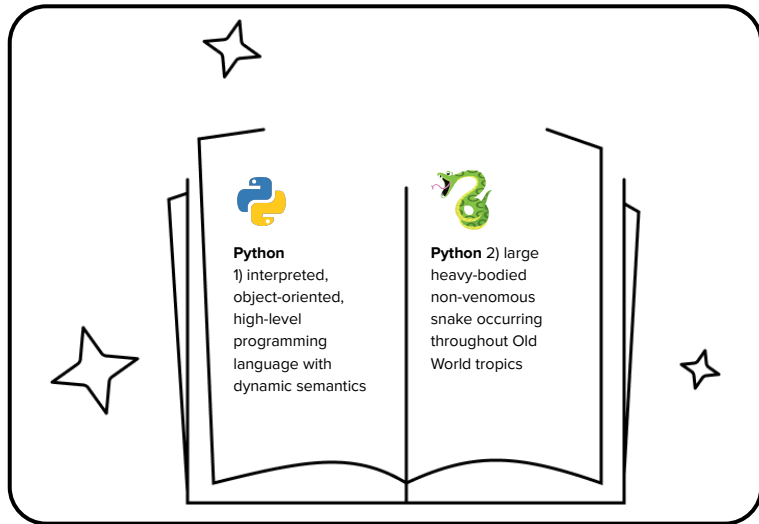 Python
1) interpreted,
object-oriented,
high-level
programming
language with
dynamic semantics
Python 2) large
heavy-bodied
non-venomous
snake occurring
throughout Old
World tropics